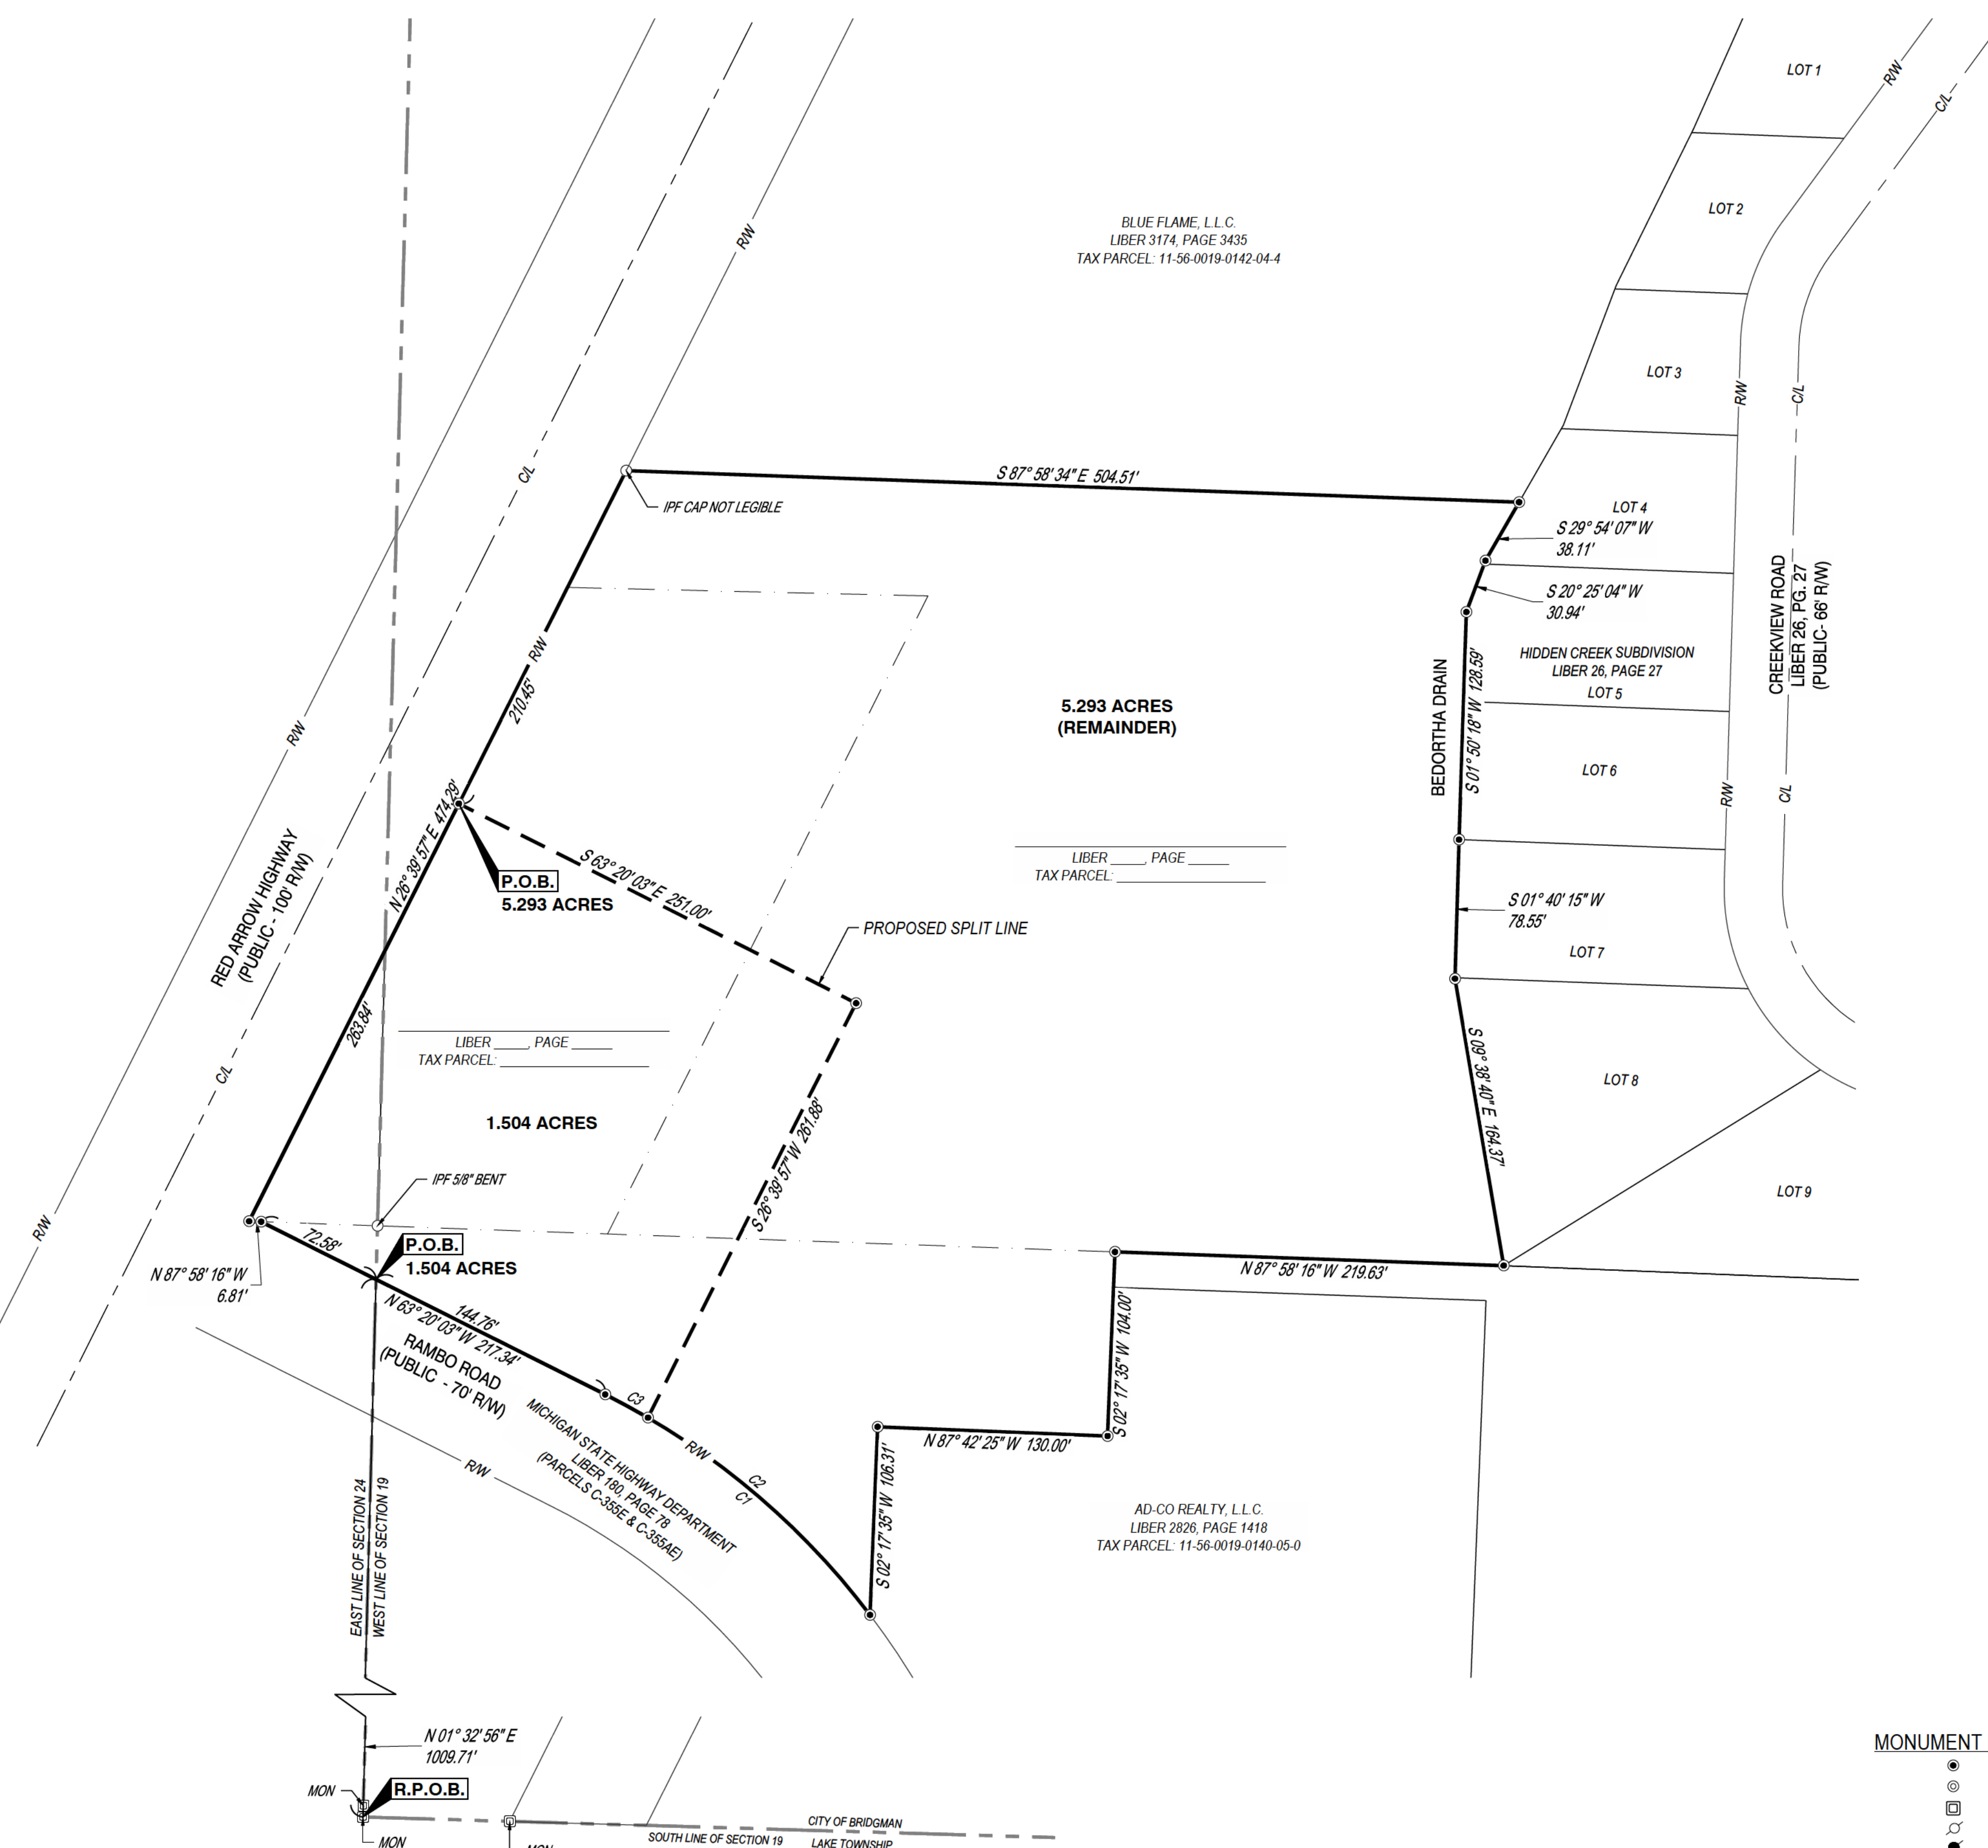 LOT 1
R/W
C/L
LOT 2
BLUE FLAME, L.L.C.
LIBER 3174, PAGE 3435
TAX PARCEL: 11-56-0019-0142-04-4
R/W
LOT 3
R/W
C/L
C/L
S 87° 58' 34" E 504.51'
IPF CAP NOT LEGIBLE
LOT 4
S 29° 54' 07" W
38.11'
S 20° 25' 04" W
30.94'
CREEKVIEW ROAD
LIBER 26, PG. 27
(PUBLIC- 66' R/W)
R/W
210.45'
HIDDEN CREEK SUBDIVISION
LIBER 26, PAGE 27
LOT 5
BEDORTHA DRAIN
S 01° 50' 18" W 128.59'
5.293 ACRES
(REMAINDER)
R/W
LOT 6
R/W
C/L
N 26° 39' 57" E 474.29'
RED ARROW HIGHWAY
(PUBLIC - 100' R/W)
P.O.B.
5.293 ACRES
S 63° 20' 03" E 251.00'
LIBER _____, PAGE ______
TAX PARCEL: ______________________
S 01° 40' 15" W
78.55'
PROPOSED SPLIT LINE
LOT 7
263.84'
LIBER _____, PAGE ______
TAX PARCEL: ______________________
C/L
S 09° 38' 40" E 164.37'
LOT 8
1.504 ACRES
S 26° 39' 57" W 261.88'
IPF 5/8" BENT
LOT 9
R/W
72.58'
P.O.B.
1.504 ACRES
N 87° 58' 16" W
6.81'
N 87° 58' 16" W 219.63'
144.76'
N 63° 20' 03" W 217.34'
RAMBO ROAD
(PUBLIC - 70' R/W)
S 02° 17' 35" W 104.00'
C3
MICHIGAN STATE HIGHWAY DEPARTMENT
LIBER 180, PAGE 78
(PARCELS C-355E & C-355AE)
R/W
N 87° 42' 25" W 130.00'
R/W
C2
C1
S 02° 17' 35" W 106.31'
EAST LINE OF SECTION 24
WEST LINE OF SECTION 19
AD-CO REALTY, L.L.C.
LIBER 2826, PAGE 1418
TAX PARCEL: 11-56-0019-0140-05-0
N 01° 32' 56" E
1009.71'
MONUMENT
MON
R.P.O.B.
CITY OF BRIDGMAN
SOUTH LINE OF SECTION 19
LAKE TOWNSHIP
MON
MON